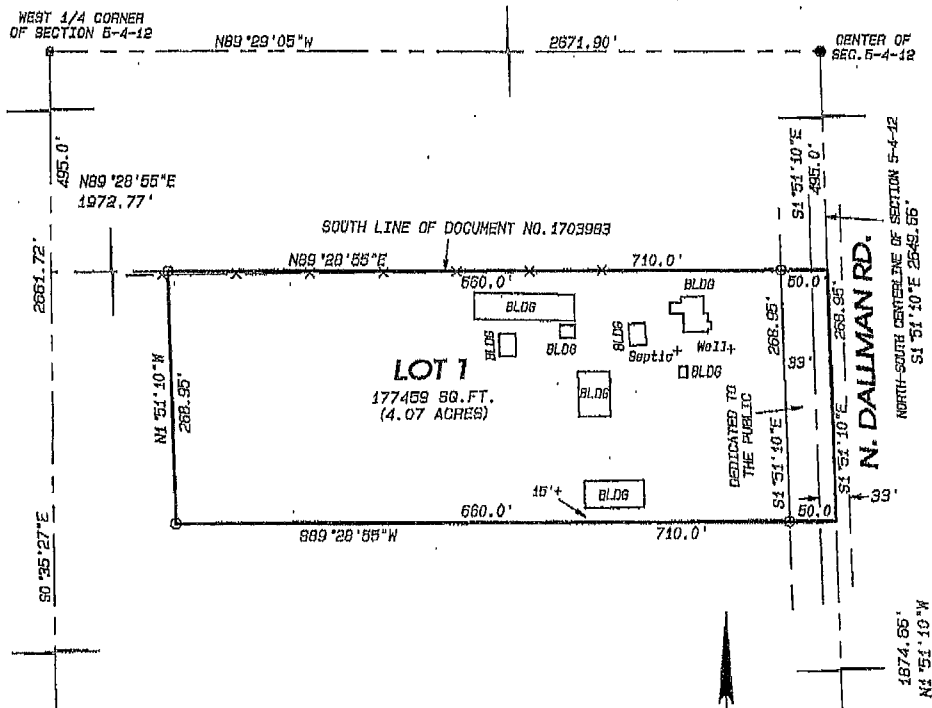 WEST 1/4 CORNER
OF SECTION 5-4-12
N89°29'05"W
2671.90'
CENTER OF
SEC. 5-4-12
495.0'
N89°28'55"E
1972.77'
2661.72'
S0°35'27"E
SOUTH LINE OF DOCUMENT NO. 1703983
N89°28'55"E
660.0'
710.0'
50.0'
S1°51'10"E
495.0'
NORTH-SOUTH CENTERLINE OF SECTION 5-4-12
S1°51'10"E 2649.66'
N. DALLMAN RD.
BLDG
BLDG
BLDG
BLDG
BLDG
Septic+
Well+
BLDG
BLDG
BLDG
LOT 1
177459 SQ.FT.
(4.07 ACRES)
N1°51'10"W
268.95'
268.95'
S1°51'10"E
33'
DEDICATED TO
THE PUBLIC
268.95'
S1°51'10"E
33'
15'+
660.0'
S89°28'55"W
710.0'
50.0
N1°51'10"W